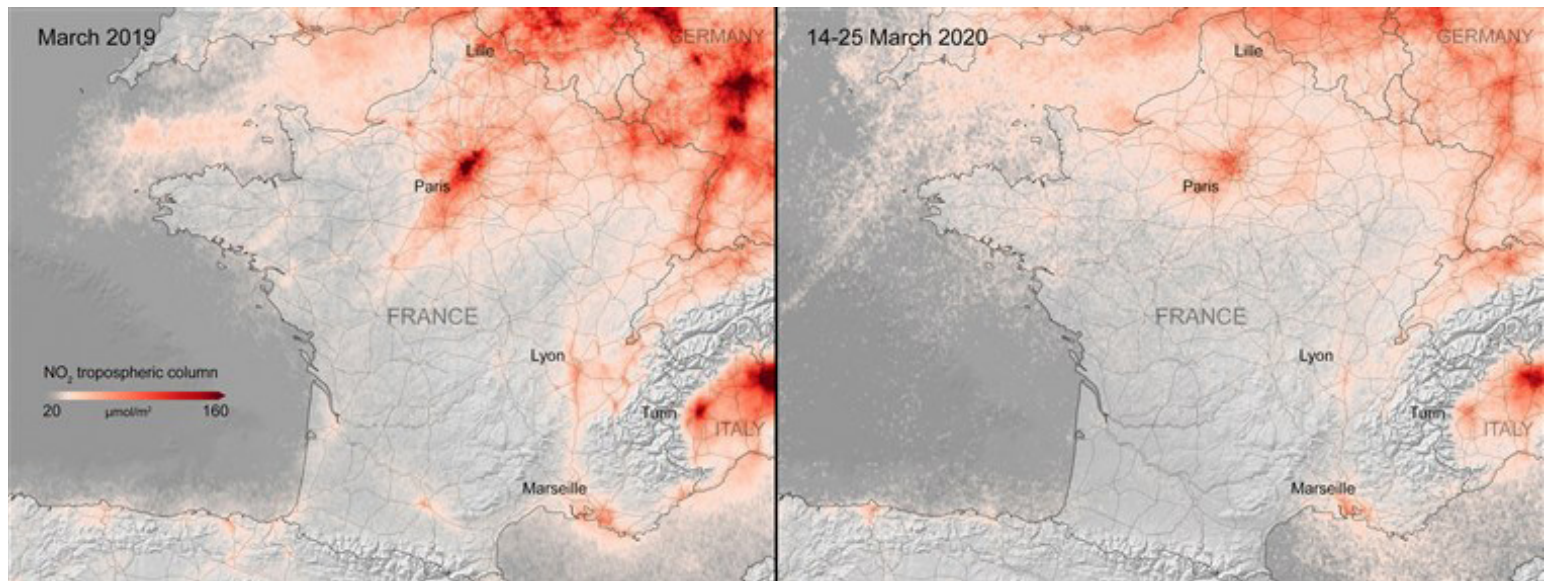 March 2019
Lille
GERMANY
Paris
FRANCE
Lyon
NO₂ tropospheric column
20 µmol/m² 160
Turin
ITALY
Marseille
14-25 March 2020
Lille
GERMANY
Paris
FRANCE
Lyon
Turin
ITALY
Marseille